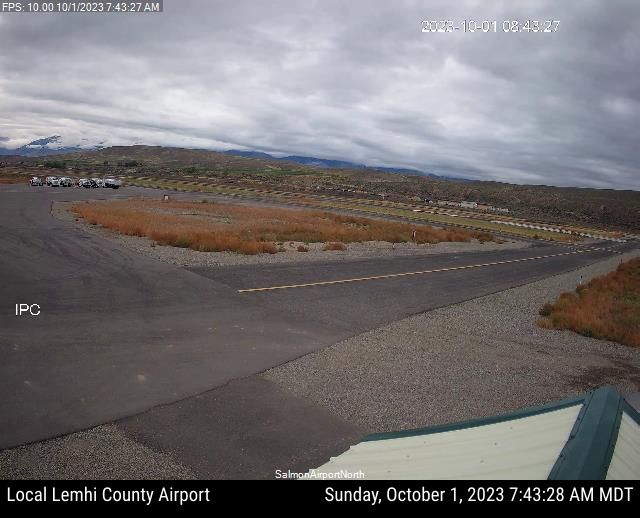 FPS: 10.00 10/1/2023 7:43:27 AM
2023-10-01 08:43:27
IPC
SalmonAirportNorth
Local Lemhi County Airport Sunday, October 1, 2023 7:43:28 AM MDT